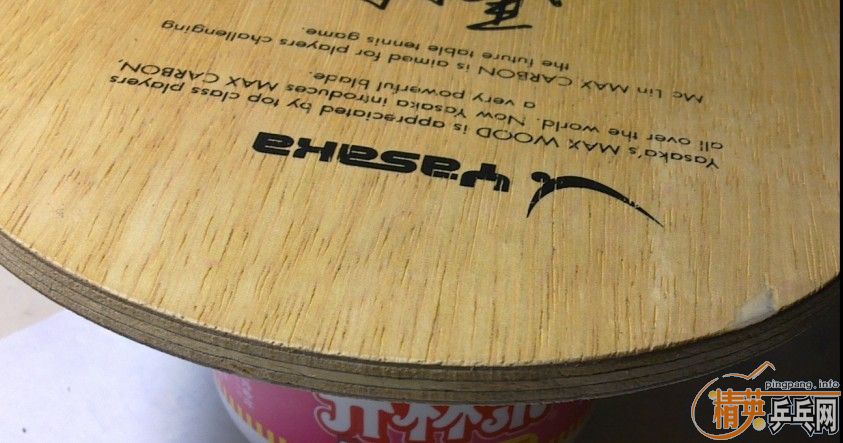 Yasaka
Yasaka's MAX WOOD is appreciated by top class players
all over the world. Now Yasaka introduces MAX CARBON,
a very powerful blade.
Mc Lin MAX CARBON is aimed for players challenging
the future table tennis game.
pingpang.info
精英乒乓网